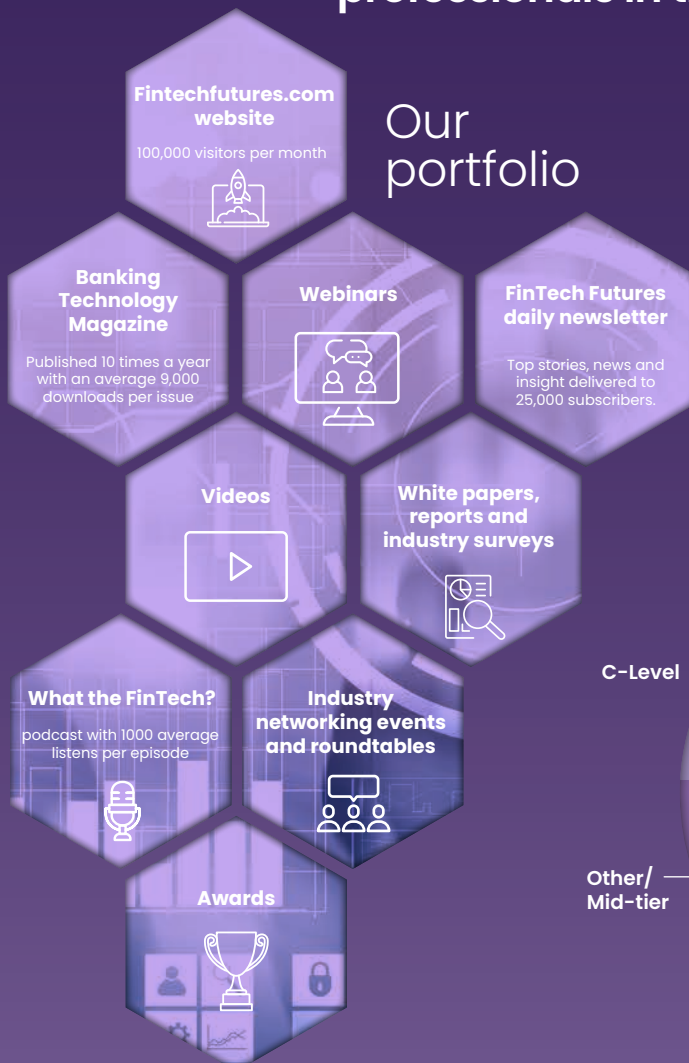 professionals in t
Fintechfutures.com
website
100,000 visitors per month
Our
portfolio
Banking
Technology
Magazine
Published 10 times a year
with an average 9,000
downloads per issue
Webinars
FinTech Futures
daily newsletter
Top stories, news and
insight delivered to
25,000 subscribers.
Videos
White papers,
reports and
industry surveys
What the FinTech?
podcast with 1000 average
listens per episode
Industry
networking events
and roundtables
Awards
C-Level
Other/
Mid-tier